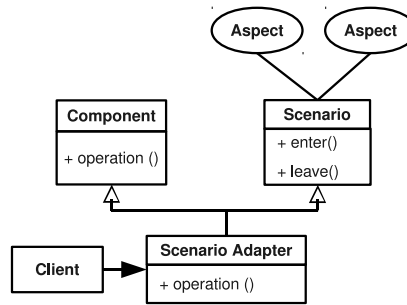 Aspect Aspect
Component Scenario
+ operation () + enter()
+ leave()
Scenario Adapter
Client + operation ()